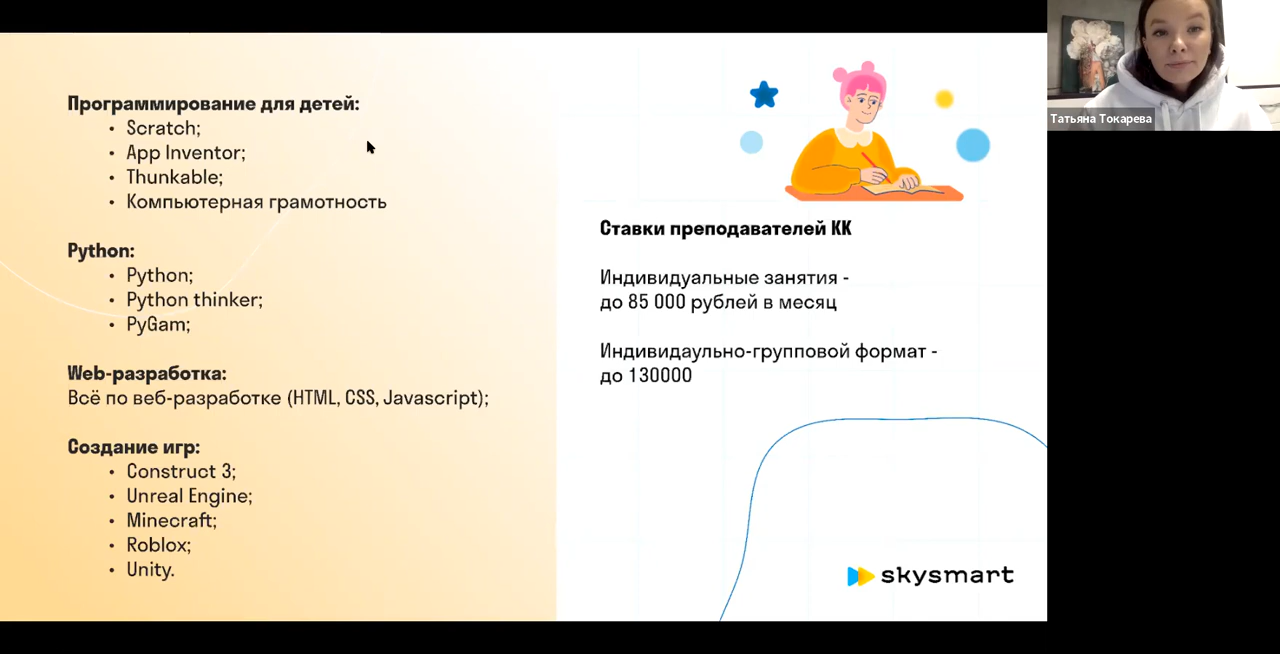 Программирование для детей:
• Scratch;
• App Inventor;
• Thunkable;
• Компьютерная грамотность
Python:
• Python;
• Python thinker;
• PyGam;
Web-разработка:
Всё по веб-разработке (HTML, CSS, Javascript);
Создание игр:
• Construct 3;
• Unreal Engine;
• Minecraft;
• Roblox;
• Unity.
Ставки преподавателей КК
Индивидуальные занятия -
до 85 000 рублей в месяц
Индивидаульно-групповой формат -
до 130000
skysmart
Татьяна Токарева